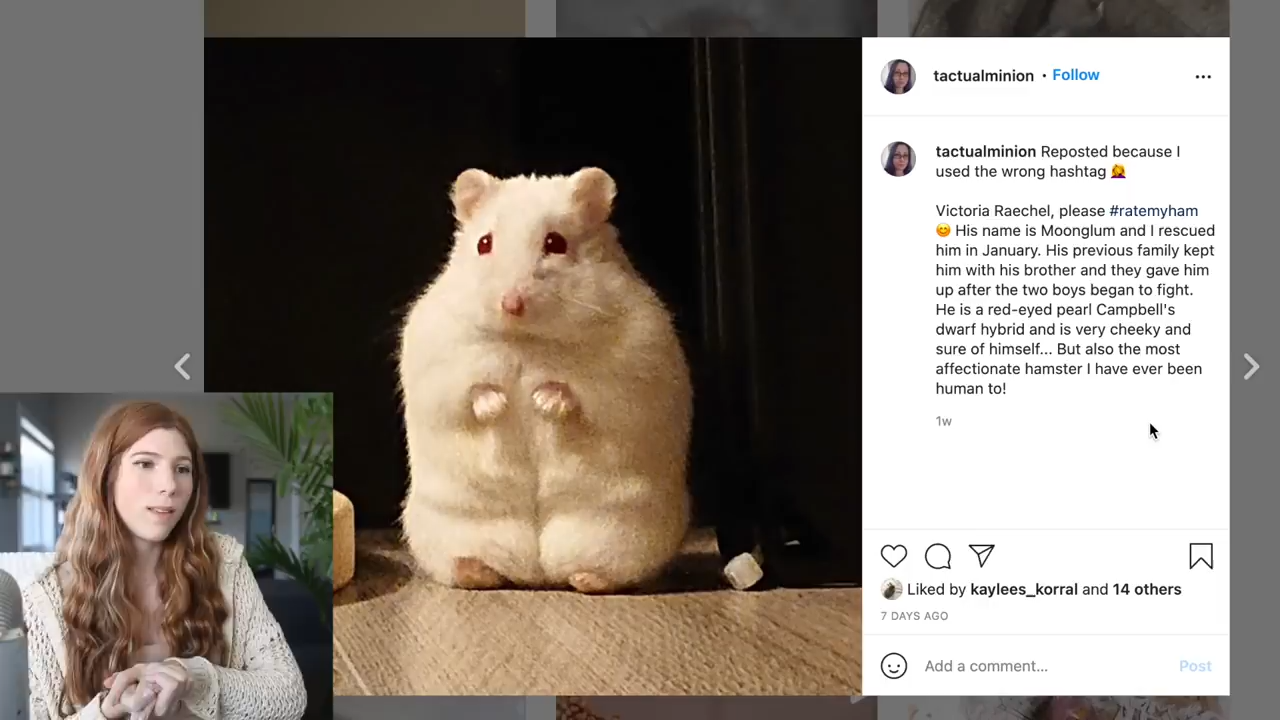 tactualminion • Follow
tactualminion Reposted because I
used the wrong hashtag 🤦‍♀️
Victoria Raechel, please #ratemyham
😊 His name is Moonglum and I rescued
him in January. His previous family kept
him with his brother and they gave him
up after the two boys began to fight.
He is a red-eyed pearl Campbell's
dwarf hybrid and is very cheeky and
sure of himself... But also the most
affectionate hamster I have ever been
human to!
1w
Liked by kaylees_korral and 14 others
7 DAYS AGO
Add a comment... Post